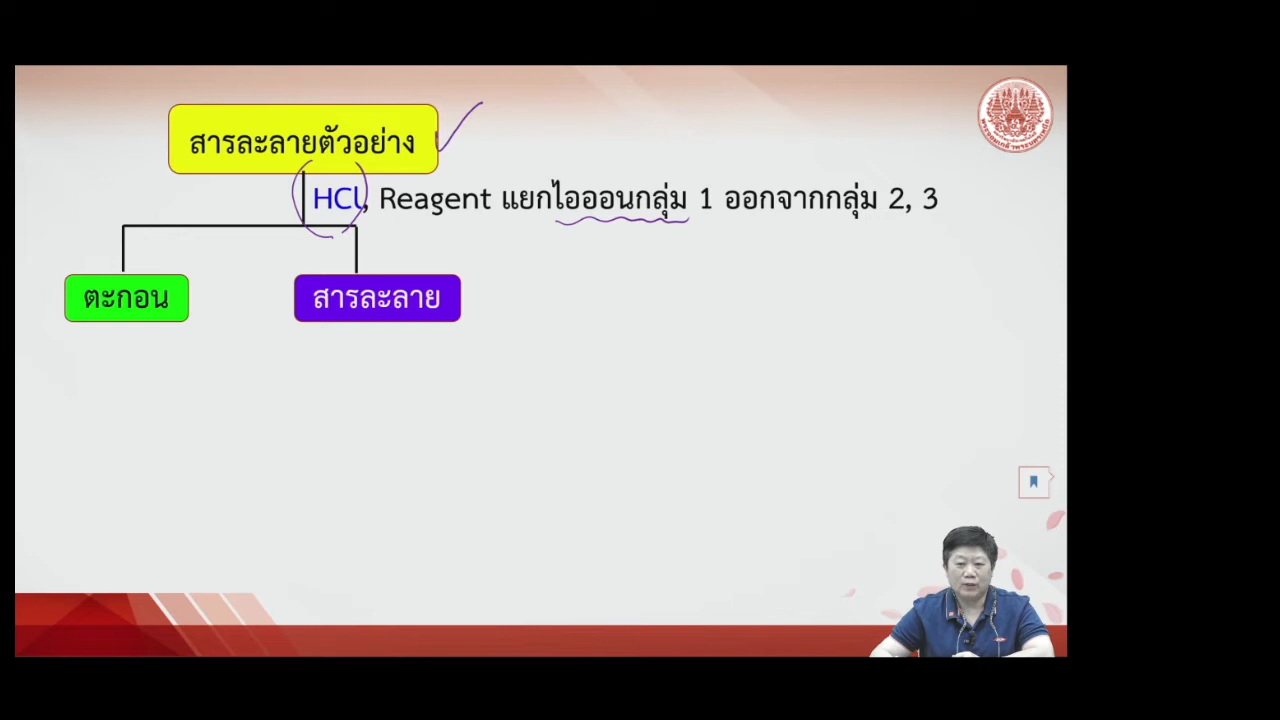 สารละลายตัวอย่าง
HCl, Reagent แยกไอออนกลุ่ม 1 ออกจากกลุ่ม 2, 3
ตะกอน
สารละลาย